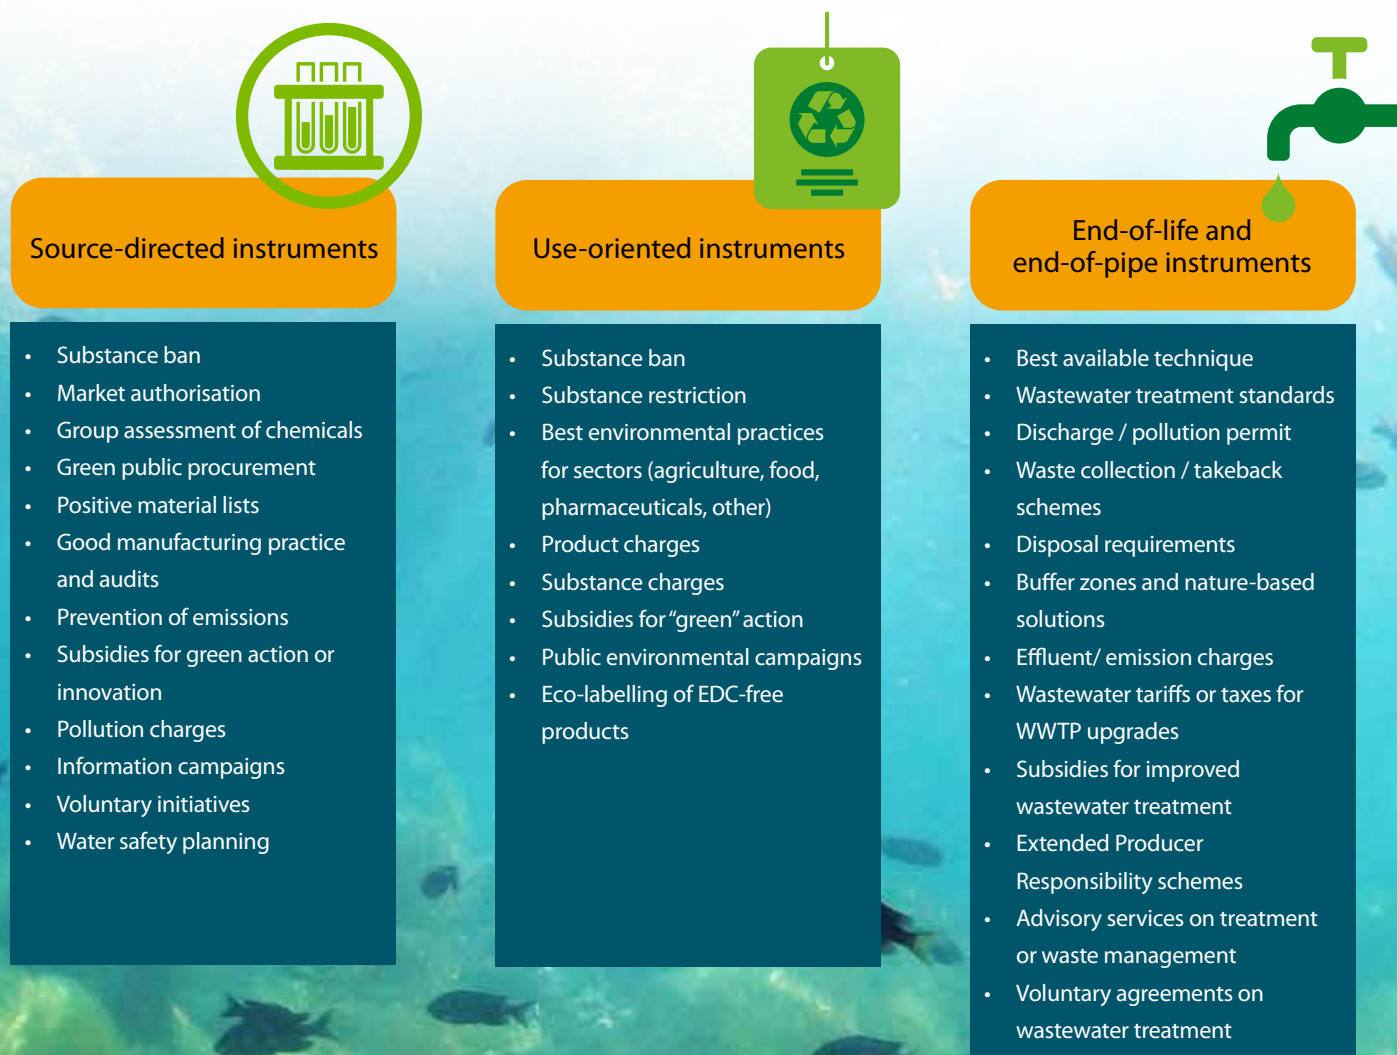 Source-directed instruments
• Substance ban
• Market authorisation
• Group assessment of chemicals
• Green public procurement
• Positive material lists
• Good manufacturing practice
and audits
• Prevention of emissions
• Subsidies for green action or
innovation
• Pollution charges
• Information campaigns
• Voluntary initiatives
• Water safety planning
Use-oriented instruments
• Substance ban
• Substance restriction
• Best environmental practices
for sectors (agriculture, food,
pharmaceuticals, other)
• Product charges
• Substance charges
• Subsidies for “green” action
• Public environmental campaigns
• Eco-labelling of EDC-free
products
End-of-life and
end-of-pipe instruments
• Best available technique
• Wastewater treatment standards
• Discharge / pollution permit
• Waste collection / takeback
schemes
• Disposal requirements
• Buffer zones and nature-based
solutions
• Effluent/ emission charges
• Wastewater tariffs or taxes for
WWTP upgrades
• Subsidies for improved
wastewater treatment
• Extended Producer
Responsibility schemes
• Advisory services on treatment
or waste management
• Voluntary agreements on
wastewater treatment